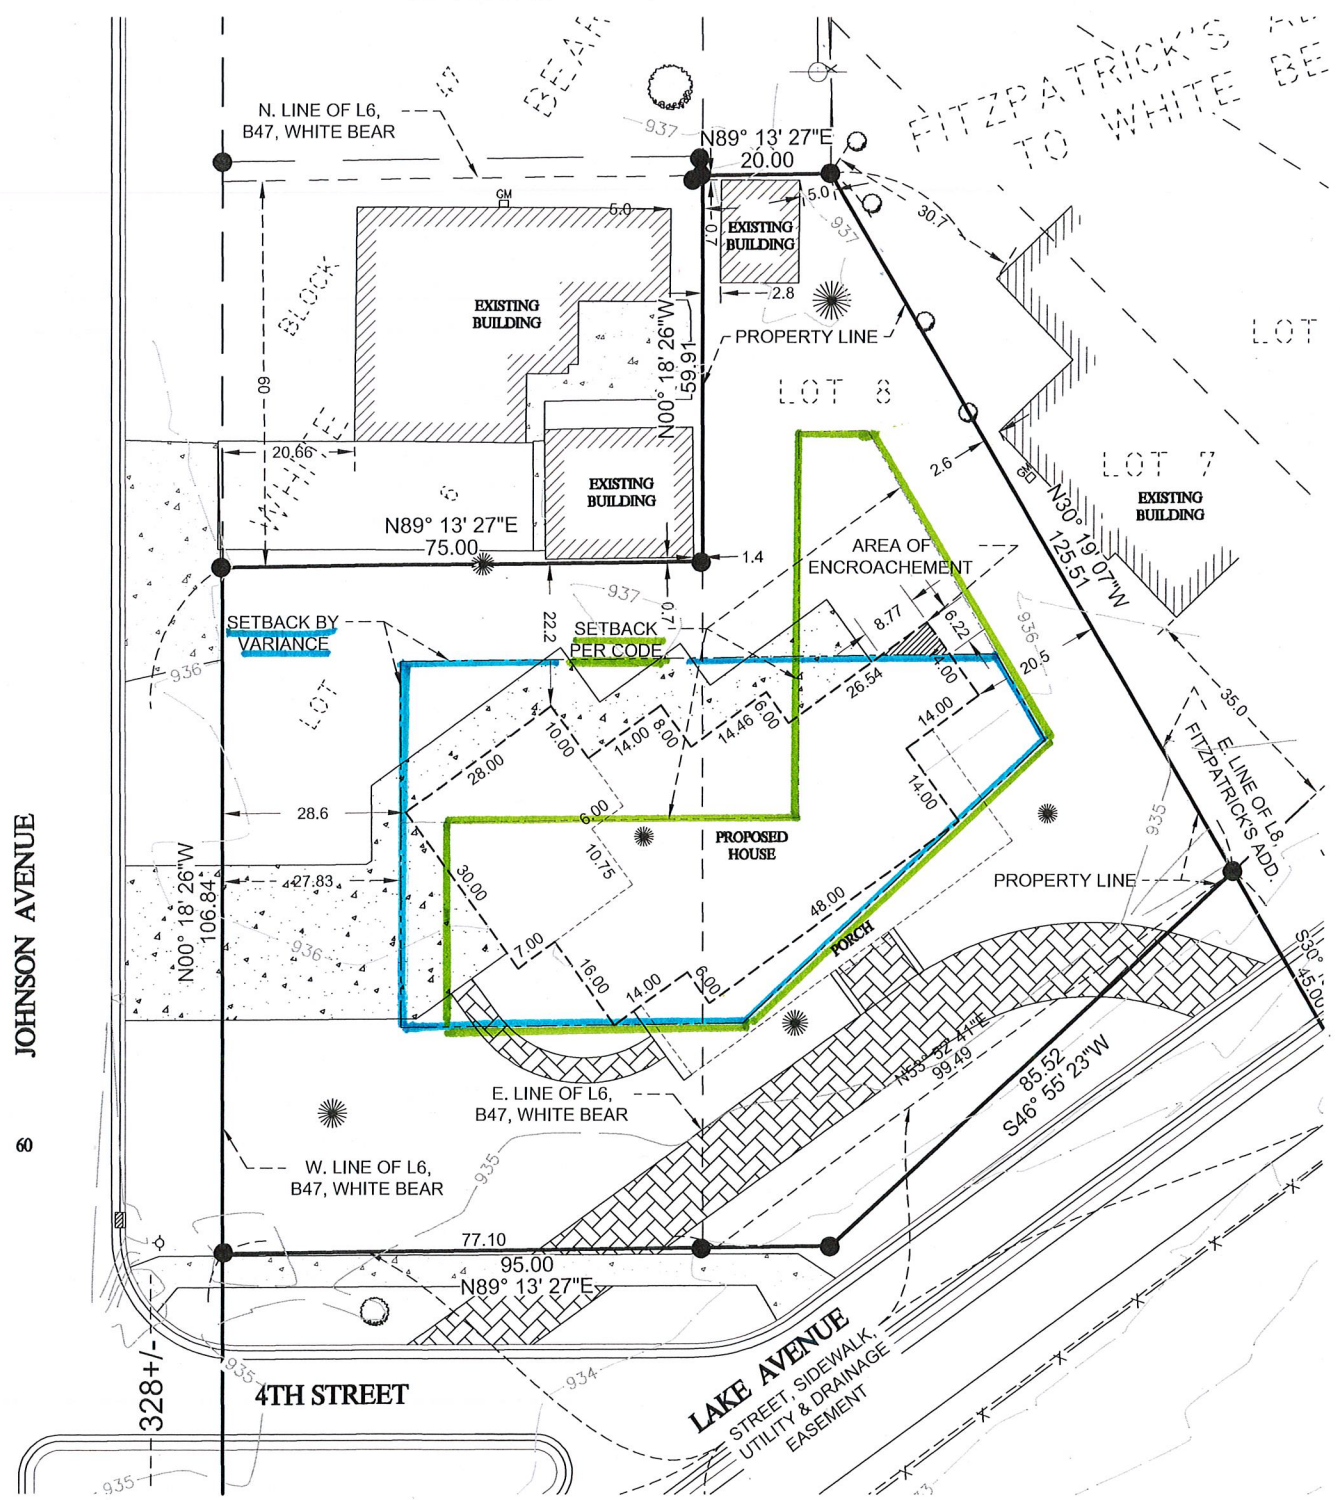 BEAR
47
FITZPATRICK'S AD
TO WHITE BE
N. LINE OF L6,
B47, WHITE BEAR
937
N89° 13' 27"E
20.00
GM
5.0
5.0
30.7
0.7
EXISTING
BUILDING
937
2.8
BLOCK
EXISTING
BUILDING
N00° 18' 26"W
59.91
PROPERTY LINE
LOT
LOT 8
60
WHITE
20.66
6
2.6
GM
LOT 7
EXISTING
BUILDING
EXISTING
BUILDING
N89° 13' 27"E
75.00
N30° 19' 07"W
125.51
1.4
AREA OF
ENCROACHEMENT
937
22.2
0.7
8.77
6.22
936
SETBACK BY
VARIANCE
SETBACK
PER CODE
936
4.00
20.5
26.54
LOT
35.0
10.00
14.00
8.00
14.46
6.00
14.00
28.00
E. LINE OF L8,
FITZPATRICK'S ADD.
14.00
28.6
6.00
935
PROPOSED
HOUSE
10.75
JOHNSON AVENUE
60
N00° 18' 26"W
106.84
27.83
30.00
PROPERTY LINE
48.00
PORCH
936
7.00
16.00
14.00
6.00
S30°
45.00
N53° 52' 41"E
99.49
85.52
S46° 55' 23"W
E. LINE OF L6,
B47, WHITE BEAR
935
W. LINE OF L6,
B47, WHITE BEAR
77.10
95.00
N89° 13' 27"E
328+/-
935
4TH STREET
934
LAKE AVENUE
STREET, SIDEWALK,
UTILITY & DRAINAGE
EASEMENT
935